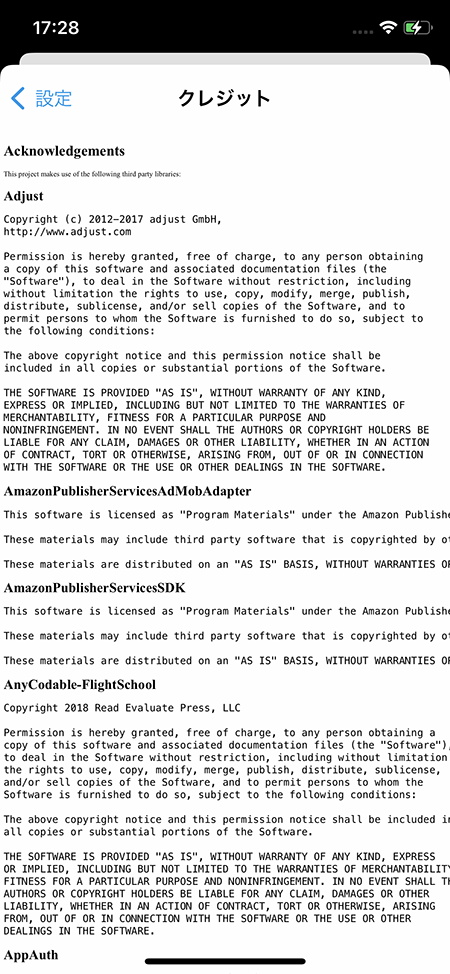 17:28
設定
クレジット
Acknowledgements
This project makes use of the following third party libraries:
Adjust
Copyright (c) 2012-2017 adjust GmbH,
http://www.adjust.com
Permission is hereby granted, free of charge, to any person obtaining
a copy of this software and associated documentation files (the
"Software"), to deal in the Software without restriction, including
without limitation the rights to use, copy, modify, merge, publish,
distribute, sublicense, and/or sell copies of the Software, and to
permit persons to whom the Software is furnished to do so, subject to
the following conditions:
The above copyright notice and this permission notice shall be
included in all copies or substantial portions of the Software.
THE SOFTWARE IS PROVIDED "AS IS", WITHOUT WARRANTY OF ANY KIND,
EXPRESS OR IMPLIED, INCLUDING BUT NOT LIMITED TO THE WARRANTIES OF
MERCHANTABILITY, FITNESS FOR A PARTICULAR PURPOSE AND
NONINFRINGEMENT. IN NO EVENT SHALL THE AUTHORS OR COPYRIGHT HOLDERS BE
LIABLE FOR ANY CLAIM, DAMAGES OR OTHER LIABILITY, WHETHER IN AN ACTION
OF CONTRACT, TORT OR OTHERWISE, ARISING FROM, OUT OF OR IN CONNECTION
WITH THE SOFTWARE OR THE USE OR OTHER DEALINGS IN THE SOFTWARE.
AmazonPublisherServicesAdMobAdapter
This software is licensed as "Program Materials" under the Amazon Publishe
These materials may include third party software that is copyrighted by ot
These materials are distributed on an "AS IS" BASIS, WITHOUT WARRANTIES OF
AmazonPublisherServicesSDK
This software is licensed as "Program Materials" under the Amazon Publishe
These materials may include third party software that is copyrighted by ot
These materials are distributed on an "AS IS" BASIS, WITHOUT WARRANTIES OF
AnyCodable-FlightSchool
Copyright 2018 Read Evaluate Press, LLC
Permission is hereby granted, free of charge, to any person obtaining a
copy of this software and associated documentation files (the "Software"),
to deal in the Software without restriction, including without limitation
the rights to use, copy, modify, merge, publish, distribute, sublicense,
and/or sell copies of the Software, and to permit persons to whom the
Software is furnished to do so, subject to the following conditions:
The above copyright notice and this permission notice shall be included in
all copies or substantial portions of the Software.
THE SOFTWARE IS PROVIDED "AS IS", WITHOUT WARRANTY OF ANY KIND, EXPRESS
OR IMPLIED, INCLUDING BUT NOT LIMITED TO THE WARRANTIES OF MERCHANTABILITY
FITNESS FOR A PARTICULAR PURPOSE AND NONINFRINGEMENT. IN NO EVENT SHALL TH
AUTHORS OR COPYRIGHT HOLDERS BE LIABLE FOR ANY CLAIM, DAMAGES OR OTHER
LIABILITY, WHETHER IN AN ACTION OF CONTRACT, TORT OR OTHERWISE, ARISING
FROM, OUT OF OR IN CONNECTION WITH THE SOFTWARE OR THE USE OR OTHER
DEALINGS IN THE SOFTWARE.
AppAuth